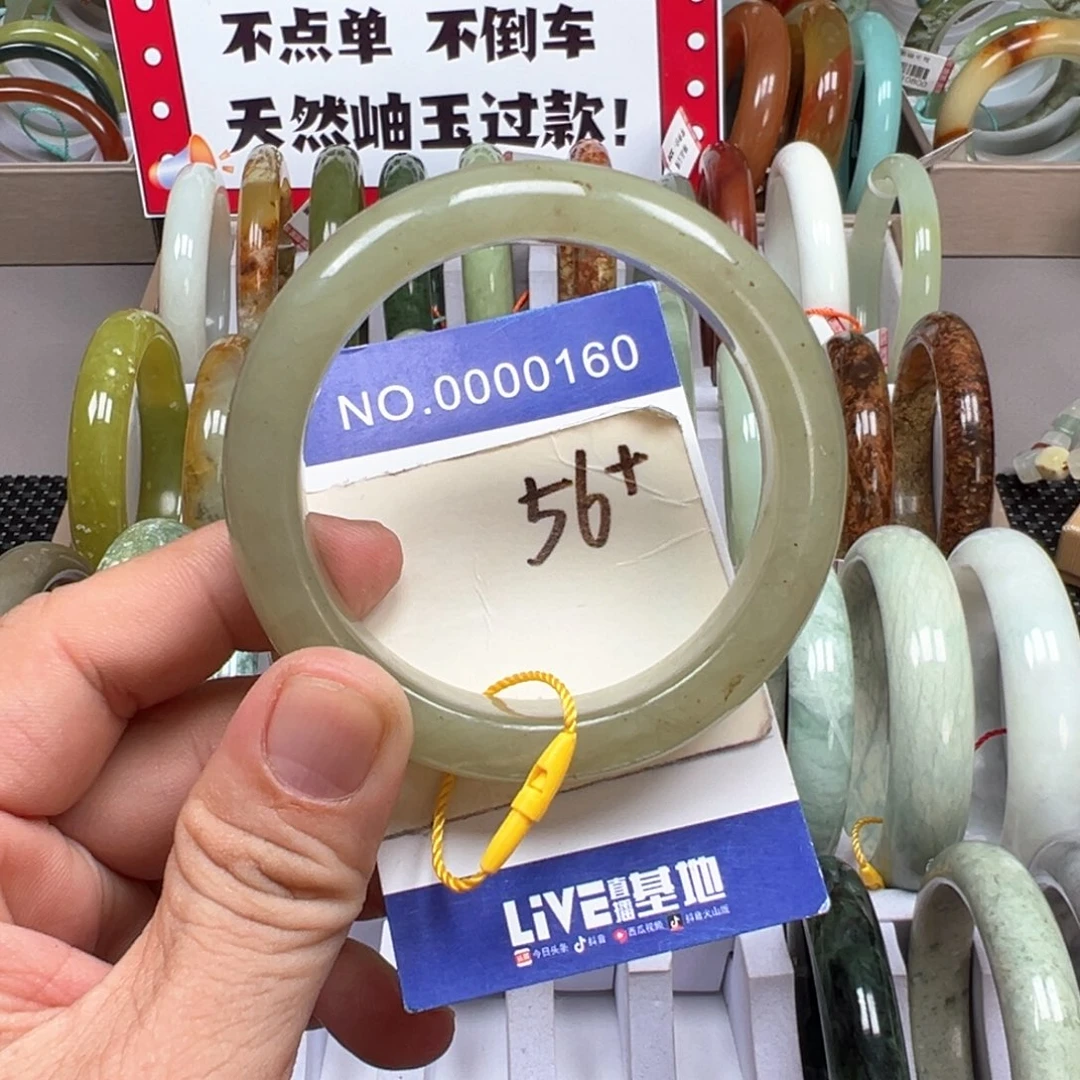 不点单 不倒车
天然岫玉过款!
NO.0000160
56+
LiVE直播基地
今日头条 抖音 西瓜视频 抖音火山版